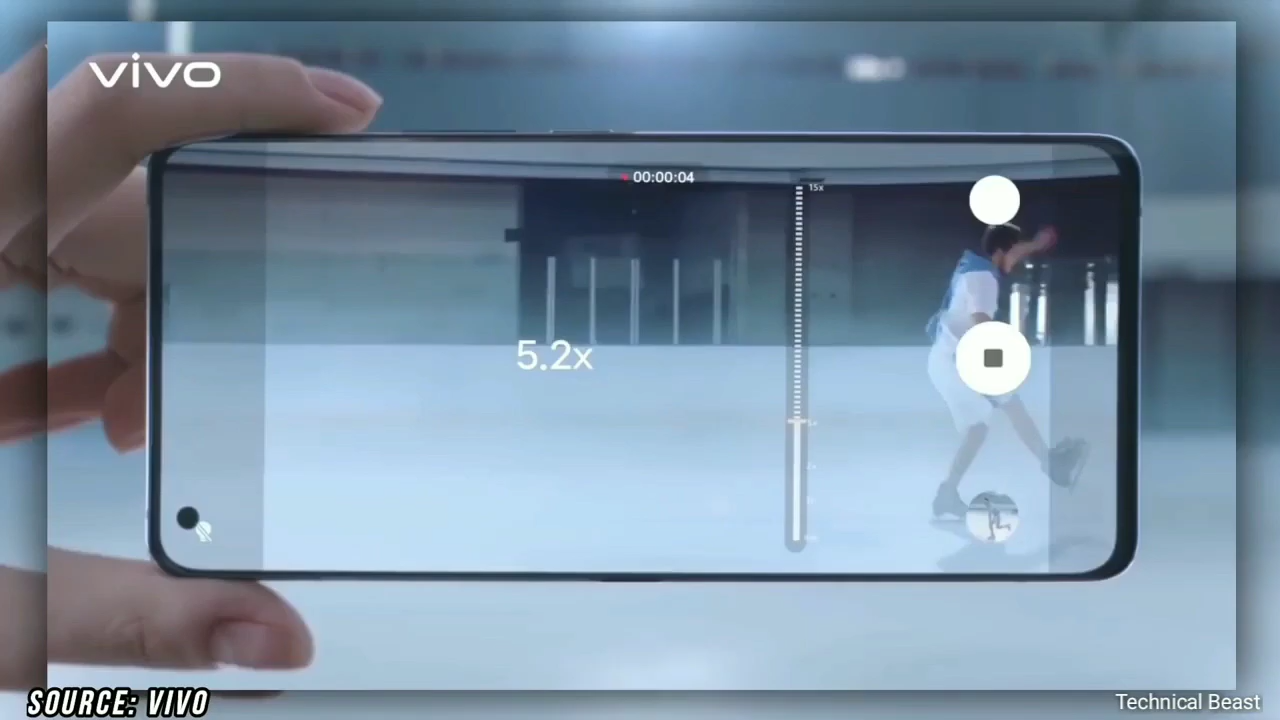 vivo
00:00:04
15x
5.2x
SOURCE: VIVO
Technical Beast